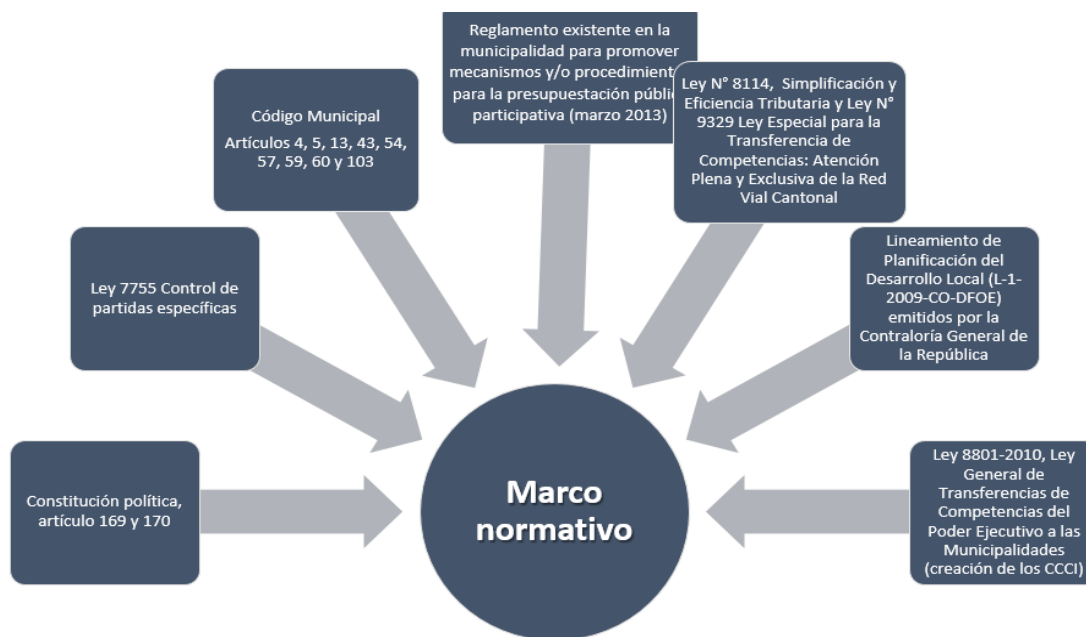 Reglamento existente en la
municipalidad para promover
mecanismos y/o procedimient
para la presupuestación públic
participativa (marzo 2013)
Ley N° 8114, Simplificación y
Eficiencia Tributaria y Ley N°
9329 Ley Especial para la
Transferencia de
Competencias: Atención
Plena y Exclusiva de la Red
Vial Cantonal
Código Municipal
Artículos 4, 5, 13, 43, 54,
57, 59, 60 y 103
Lineamiento de
Planificación del
Desarrollo Local (L-1-
2009-CO-DFOE)
emitidos por la
Contraloría General de
la República
Ley 7755 Control de
partidas específicas
Ley 8801-2010, Ley
General de
Transferencias de
Competencias del
Poder Ejecutivo a las
Municipalidades
(creación de los CCCI)
Constitución política,
artículo 169 y 170
Marco
normativo